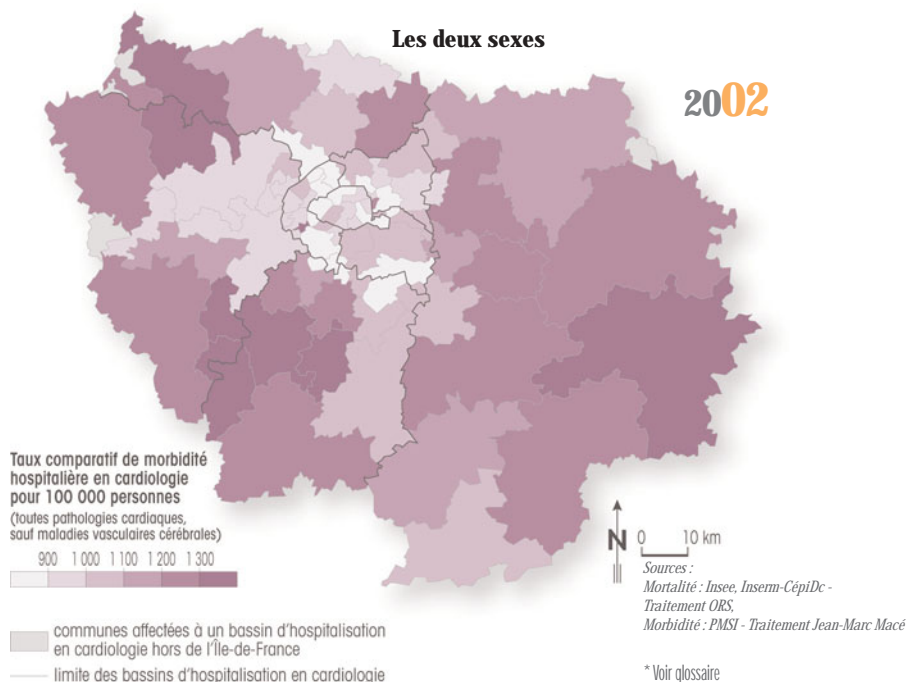 Les deux sexes
2002
Taux comparatif de morbidité
hospitalière en cardiologie
pour 100 000 personnes
(toutes pathologies cardiaques,
sauf maladies vasculaires cérébrales)
900 1 000 1 100 1 200 1 300
communes affectées à un bassin d'hospitalisation
en cardiologie hors de l'Île-de-France
limite des bassins d'hospitalisation en cardiologie
N 0 10 km
Sources :
Mortalité : Insee, Inserm-CépiDc -
Traitement ORS,
Morbidité : PMSI - Traitement Jean-Marc Macé
* Voir glossaire